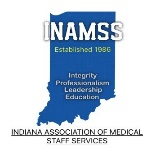 INAMSS
Established 1986
Integrity
Professionalism
Leadership
Education
INDIANA ASSOCIATION OF MEDICAL
STAFF SERVICES